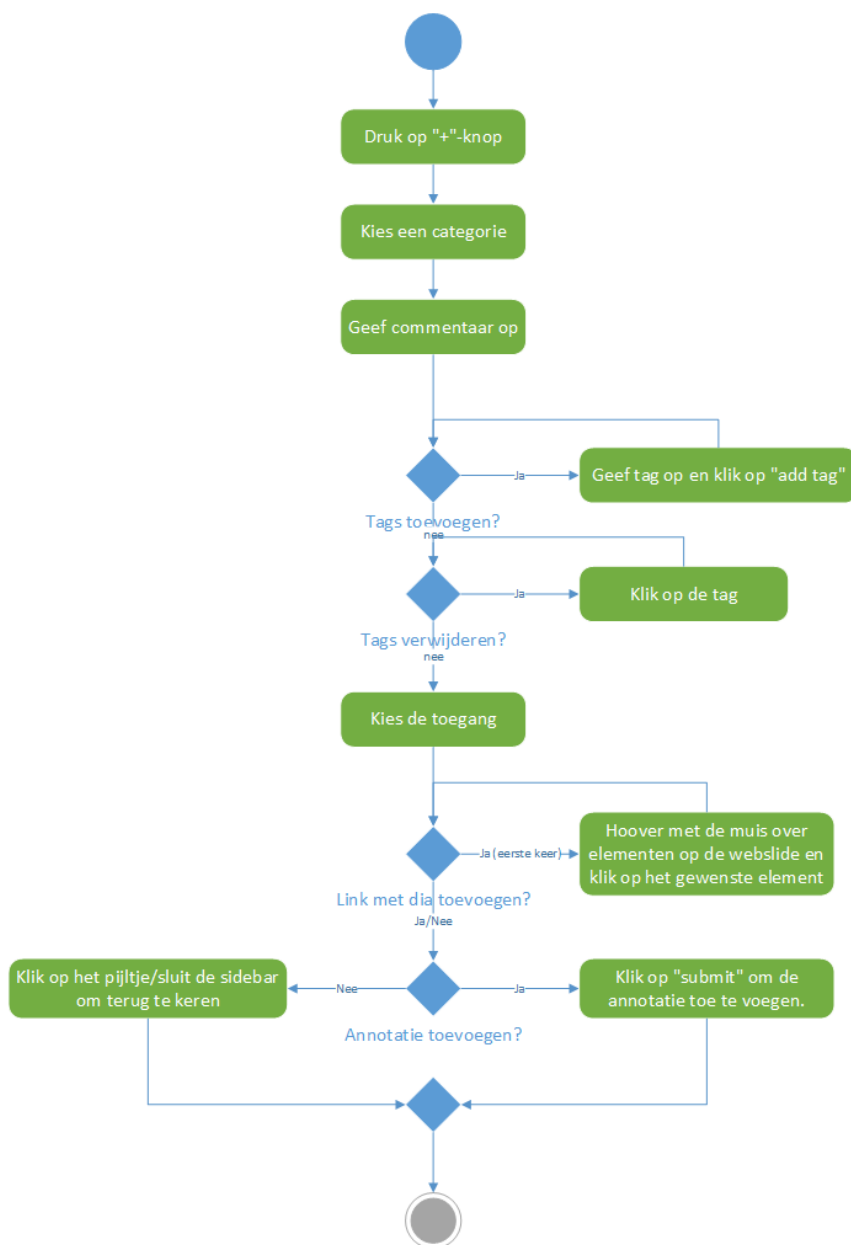 Druk op "+"-knop
Kies een categorie
Geef commentaar op
Ja
Geef tag op en klik op "add tag"
Tags toevoegen?
nee
Ja
Klik op de tag
Tags verwijderen?
nee
Kies de toegang
Ja (eerste keer)
Hoover met de muis over
elementen op de webslide en
klik op het gewenste element
Link met dia toevoegen?
Ja/Nee
Klik op het pijltje/sluit de sidebar
om terug te keren
Nee
Ja
Klik op "submit" om de
annotatie toe te voegen.
Annotatie toevoegen?